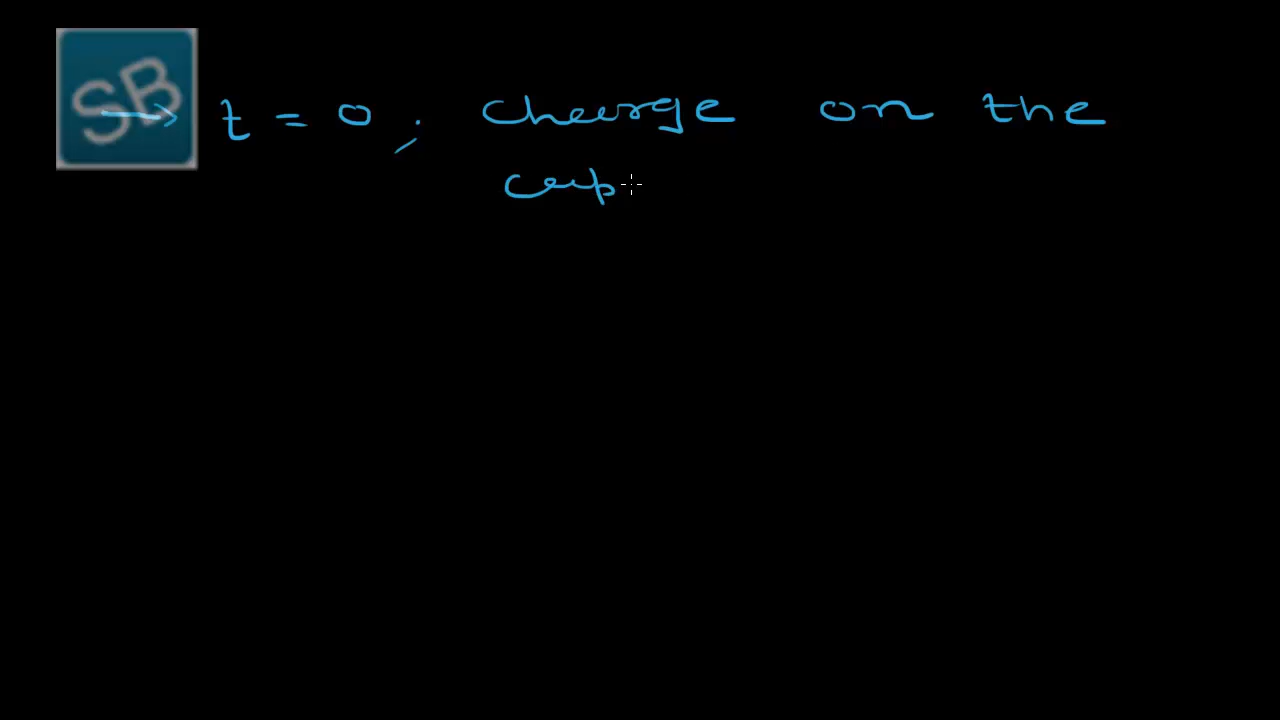 SB
→ t = 0 ; charge on the
cap